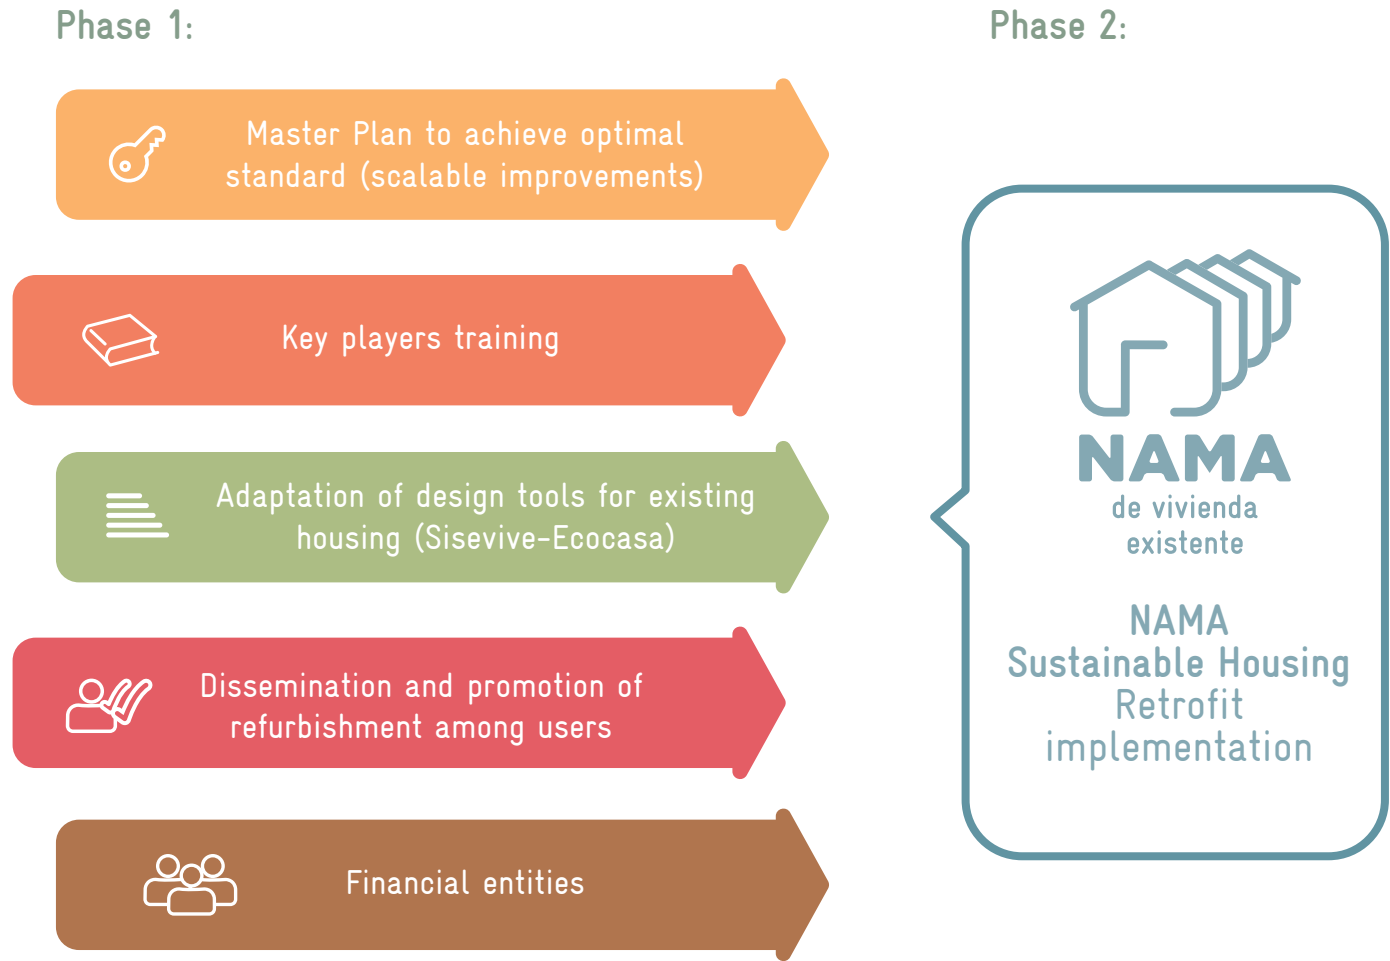 Phase 1:
Master Plan to achieve optimal
standard (scalable improvements)
Key players training
Adaptation of design tools for existing
housing (Sisevive-Ecocasa)
Dissemination and promotion of
refurbishment among users
Financial entities
Phase 2:
NAMA
de vivienda
existente
NAMA
Sustainable Housing
Retrofit
implementation